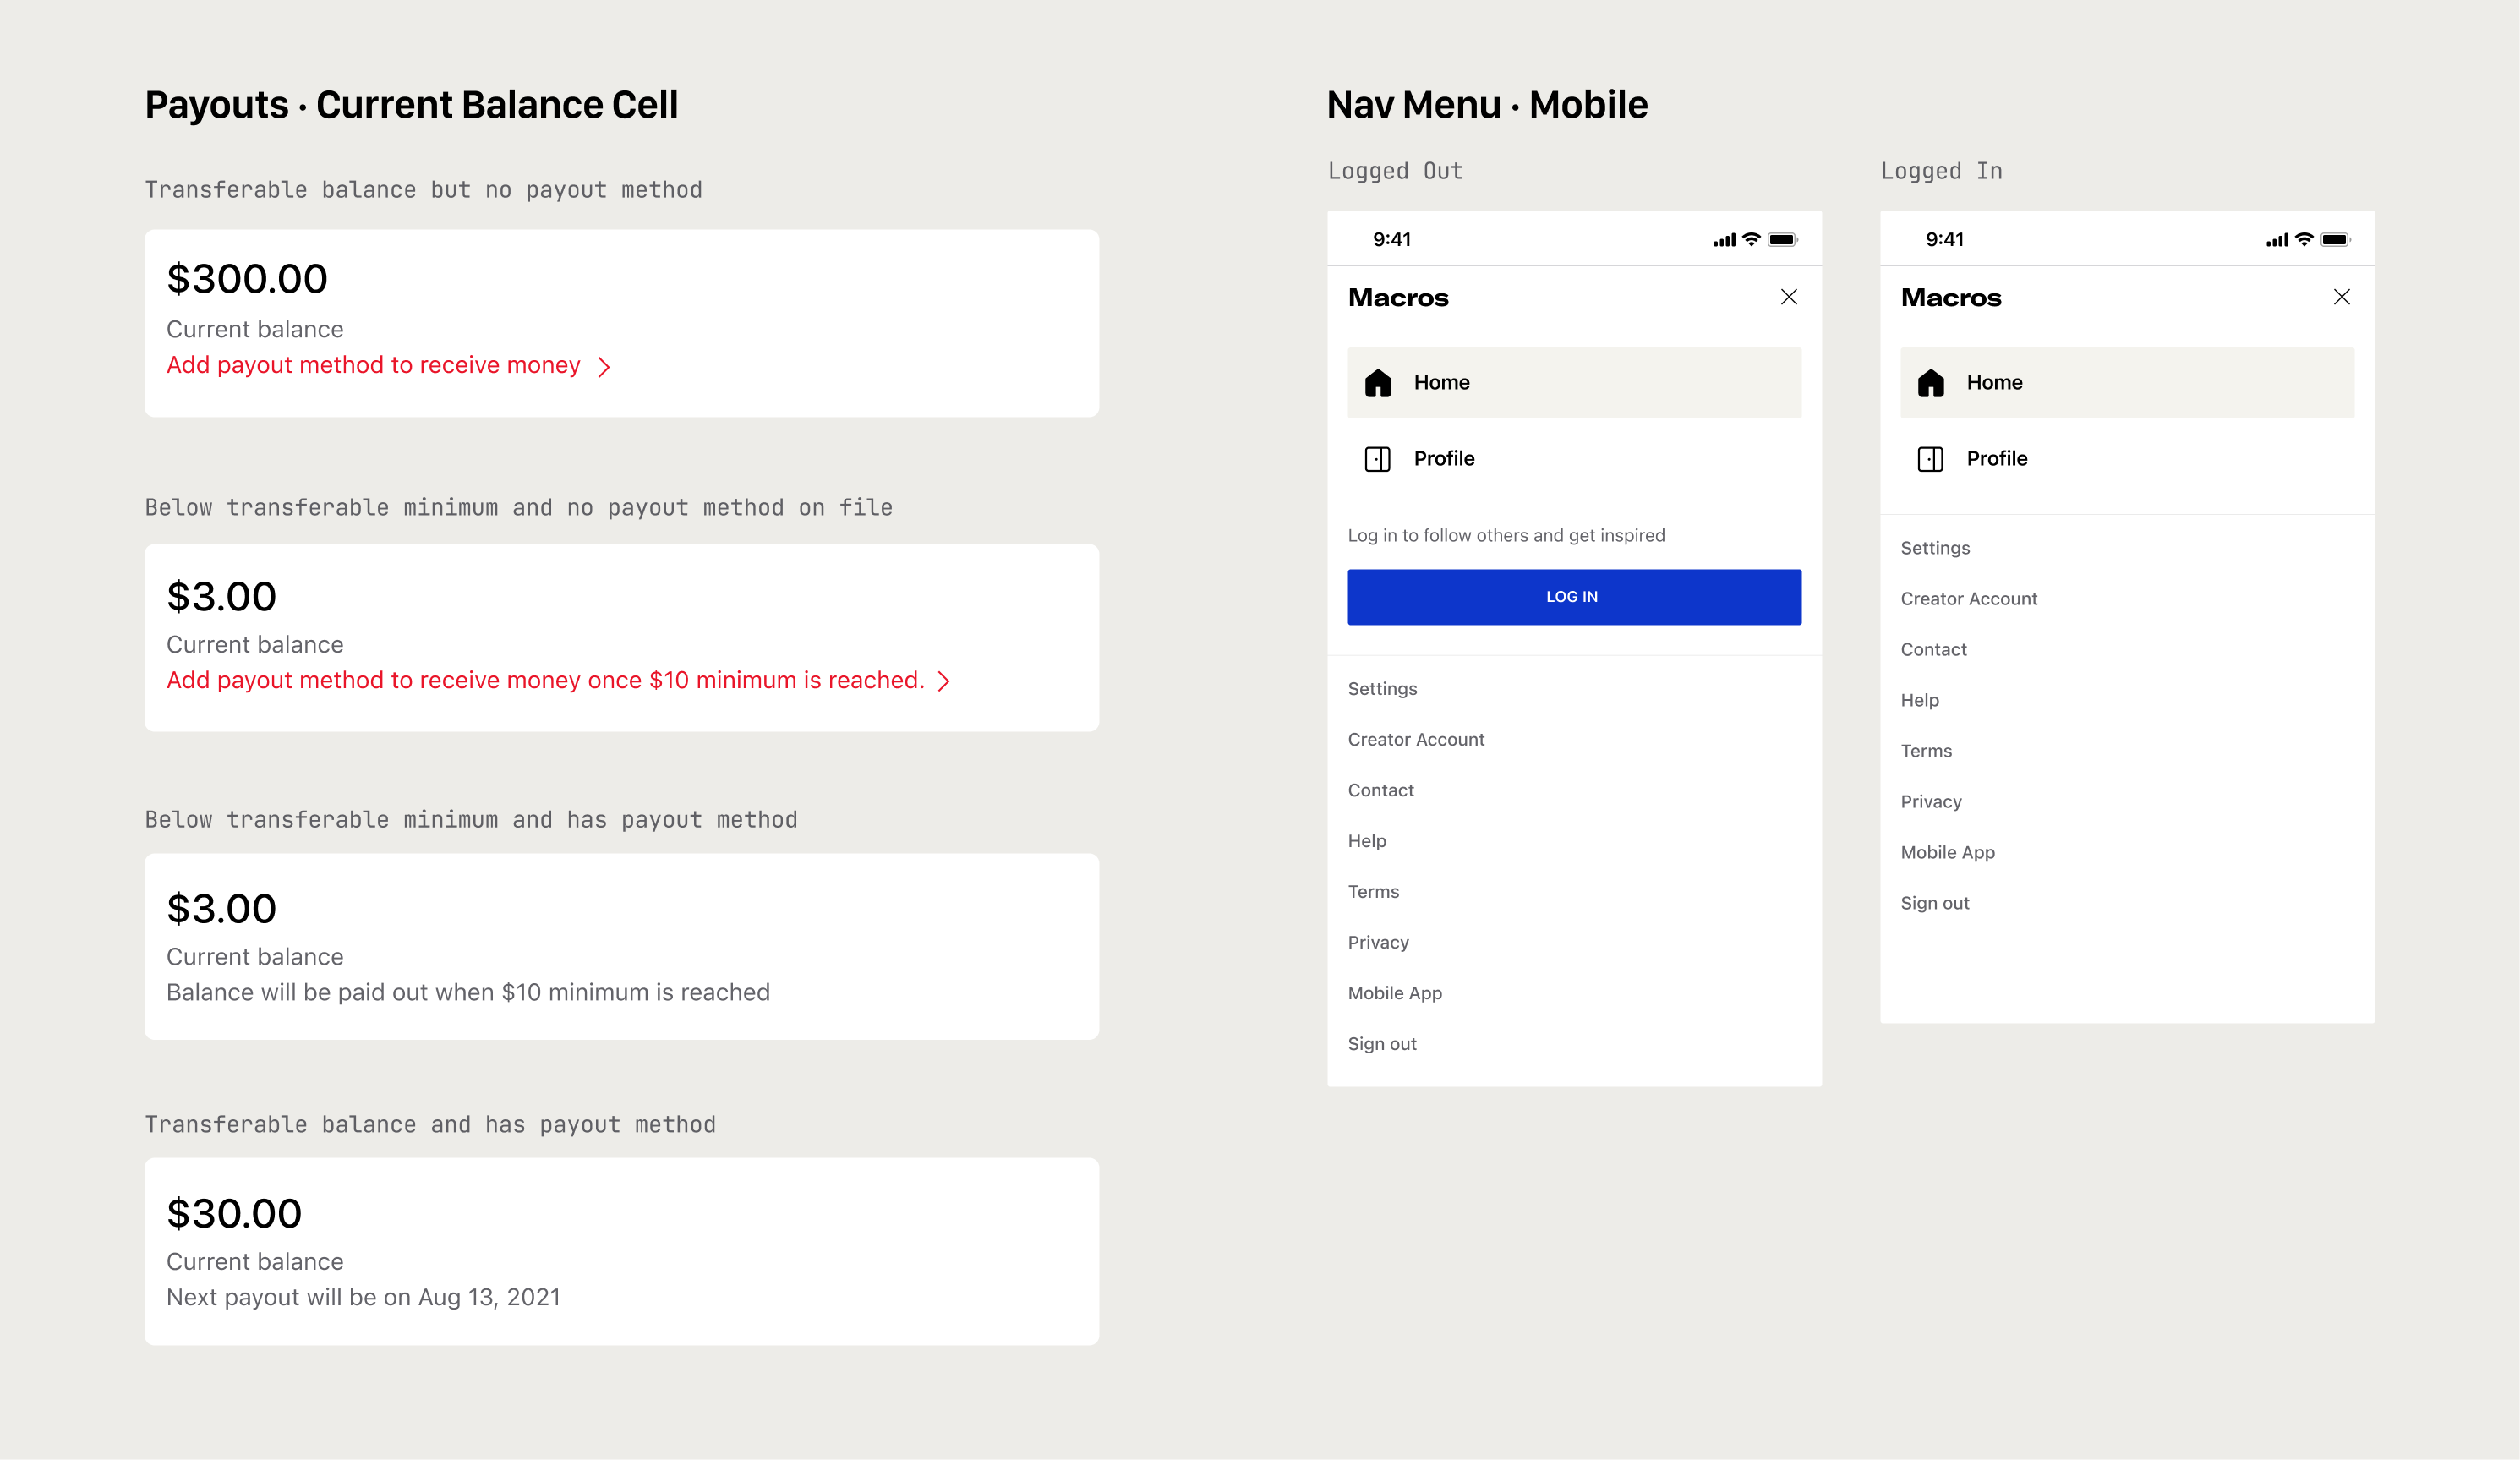 Payouts · Current Balance Cell
Transferable balance but no payout method
$300.00
Current balance
Add payout method to receive money
Below transferable minimum and no payout method on file
$3.00
Current balance
Add payout method to receive money once $10 minimum is reached.
Below transferable minimum and has payout method
$3.00
Current balance
Balance will be paid out when $10 minimum is reached
Transferable balance and has payout method
$30.00
Current balance
Next payout will be on Aug 13, 2021
Nav Menu · Mobile
Logged Out
9:41
Macros
Home
Profile
Log in to follow others and get inspired
LOG IN
Settings
Creator Account
Contact
Help
Terms
Privacy
Mobile App
Sign out
Logged In
9:41
Macros
Home
Profile
Settings
Creator Account
Contact
Help
Terms
Privacy
Mobile App
Sign out